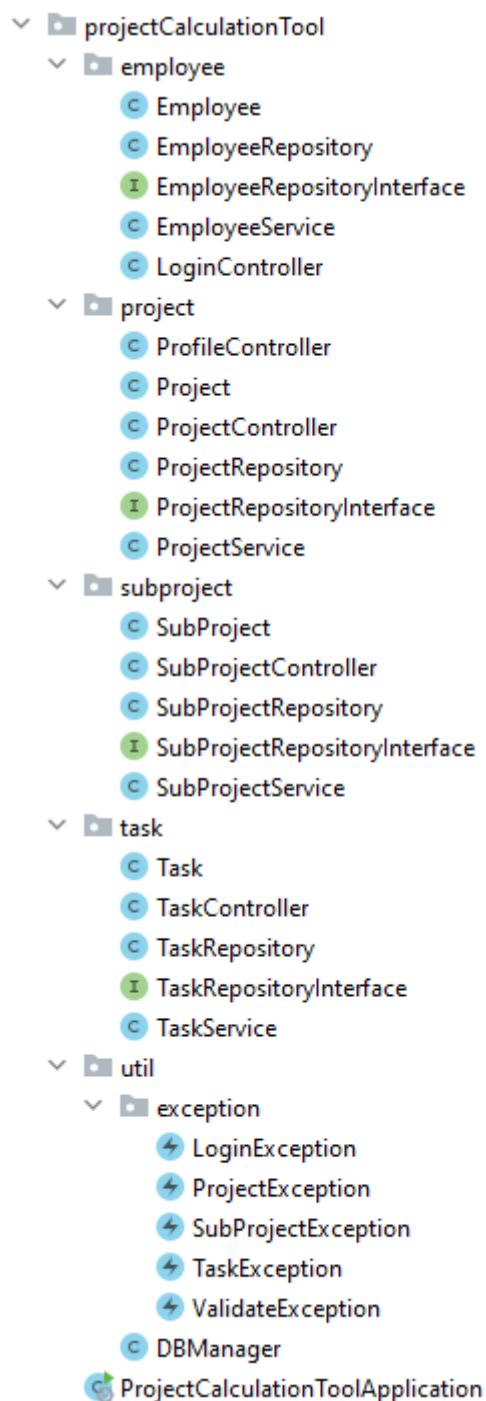 projectCalculationTool
employee
C Employee
C EmployeeRepository
I EmployeeRepositoryInterface
C EmployeeService
C LoginController
project
C ProfileController
C Project
C ProjectController
C ProjectRepository
I ProjectRepositoryInterface
C ProjectService
subproject
C SubProject
C SubProjectController
C SubProjectRepository
I SubProjectRepositoryInterface
C SubProjectService
task
C Task
C TaskController
C TaskRepository
I TaskRepositoryInterface
C TaskService
util
exception
LoginException
ProjectException
SubProjectException
TaskException
ValidateException
C DBManager
ProjectCalculationToolApplication